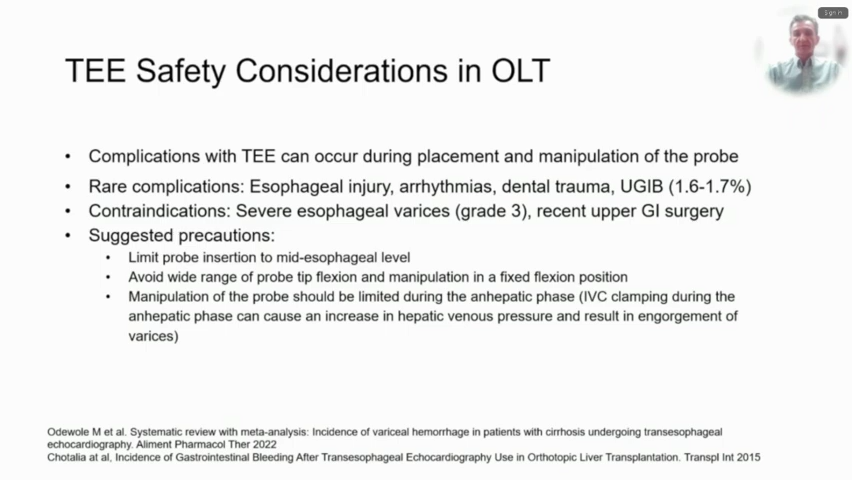 Sign in
TEE Safety Considerations in OLT
• Complications with TEE can occur during placement and manipulation of the probe
• Rare complications: Esophageal injury, arrhythmias, dental trauma, UGIB (1.6-1.7%)
• Contraindications: Severe esophageal varices (grade 3), recent upper GI surgery
• Suggested precautions:
• Limit probe insertion to mid-esophageal level
• Avoid wide range of probe tip flexion and manipulation in a fixed flexion position
• Manipulation of the probe should be limited during the anhepatic phase (IVC clamping during the
anhepatic phase can cause an increase in hepatic venous pressure and result in engorgement of
varices)
Odewole M et al. Systematic review with meta-analysis: Incidence of variceal hemorrhage in patients with cirrhosis undergoing transesophageal
echocardiography. Aliment Pharmacol Ther 2022
Chotalia at al, Incidence of Gastrointestinal Bleeding After Transesophageal Echocardiography Use in Orthotopic Liver Transplantation. Transpl Int 2015